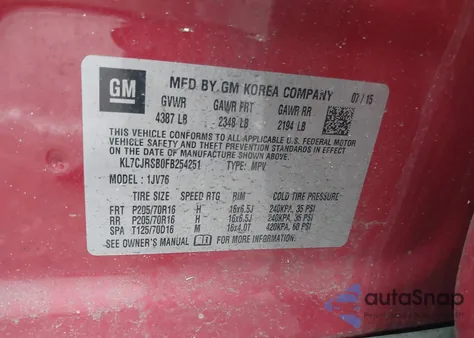 GM
MFD BY GM KOREA COMPANY 07/15
GVWR GAWR FRT GAWR RR
4387 LB 2348 LB 2194 LB
THIS VEHICLE CONFORMS TO ALL APPLICABLE U.S. FEDERAL MOTOR
VEHICLE SAFETY AND THEFT PREVENTION STANDARDS IN EFFECT ON
THE DATE OF MANUFACTURE SHOWN ABOVE.
KL7CJRSB0FB254251 TYPE: MPV
MODEL: 1JV76
TIRE SIZE SPEED RTG RIM COLD TIRE PRESSURE
FRT P205/70R16 H 16x6.5J 240KPA, 35 PSI
RR P205/70R16 H 16x6.5J 240KPA, 35 PSI
SPA T125/70D16 M 16x4.0T 420KPA, 60 PSI
SEE OWNER'S MANUAL FOR MORE INFORMATION
autoSnap